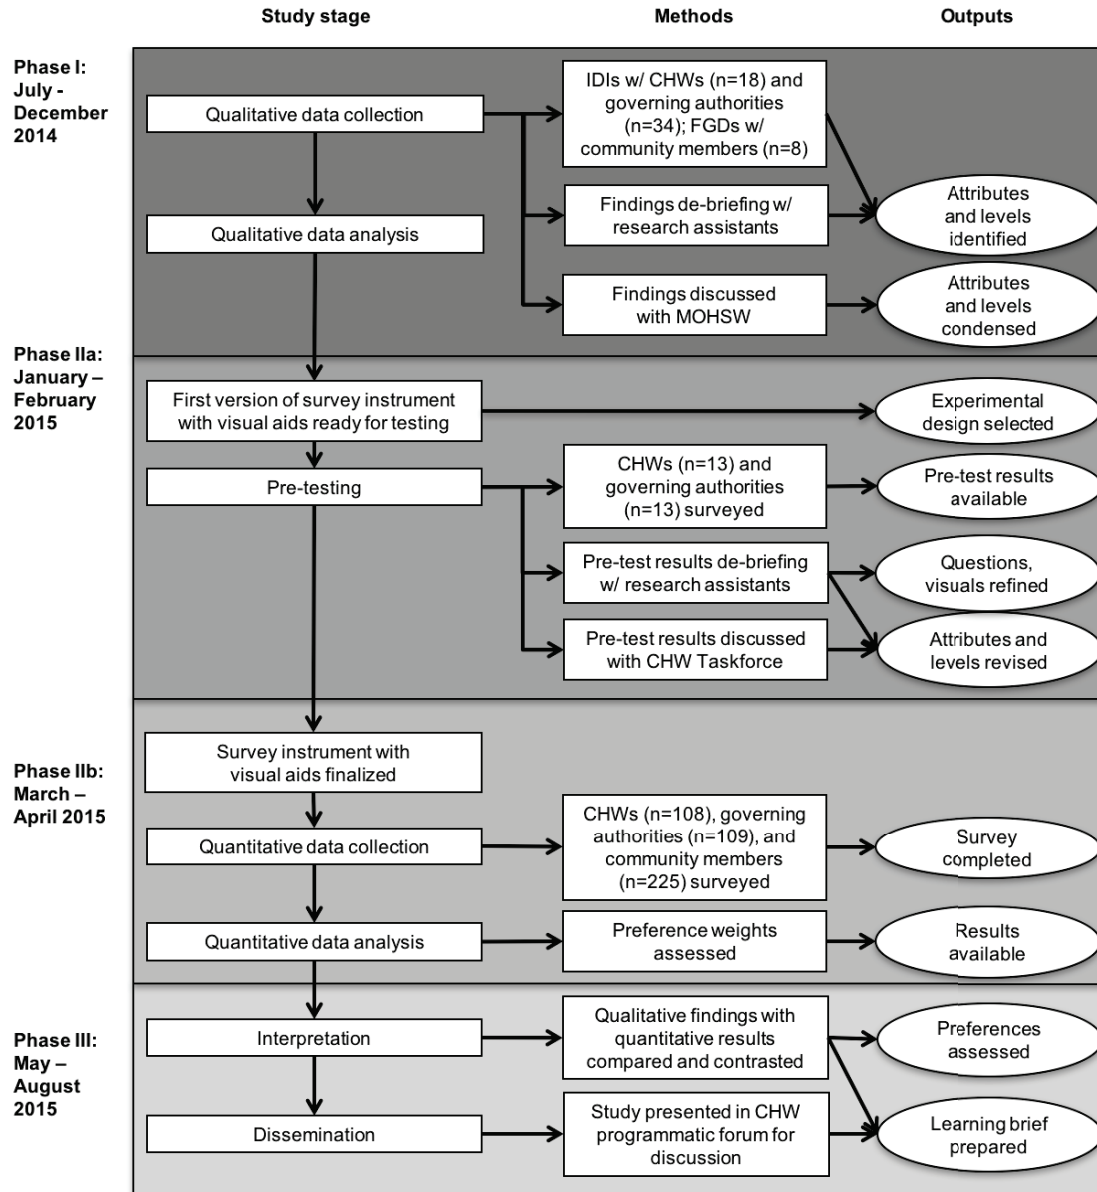 Study stage
Methods
Outputs
Phase I:
July -
December
2014
Qualitative data collection
IDIs w/ CHWs (n=18) and
governing authorities
(n=34); FGDs w/
community members (n=8)
Qualitative data analysis
Findings de-briefing w/
research assistants
Attributes
and levels
identified
Findings discussed
with MOHSW
Attributes
and levels
condensed
Phase IIa:
January –
February
2015
First version of survey instrument
with visual aids ready for testing
Experimental
design selected
Pre-testing
CHWs (n=13) and
governing authorities
(n=13) surveyed
Pre-test results
available
Pre-test results de-briefing
w/ research assistants
Questions,
visuals refined
Pre-test results discussed
with CHW Taskforce
Attributes and
levels revised
Phase IIb:
March –
April 2015
Survey instrument with
visual aids finalized
Quantitative data collection
CHWs (n=108), governing
authorities (n=109), and
community members
(n=225) surveyed
Survey
completed
Quantitative data analysis
Preference weights
assessed
Results
available
Phase III:
May –
August
2015
Interpretation
Qualitative findings with
quantitative results
compared and contrasted
Preferences
assessed
Dissemination
Study presented in CHW
programmatic forum for
discussion
Learning brief
prepared